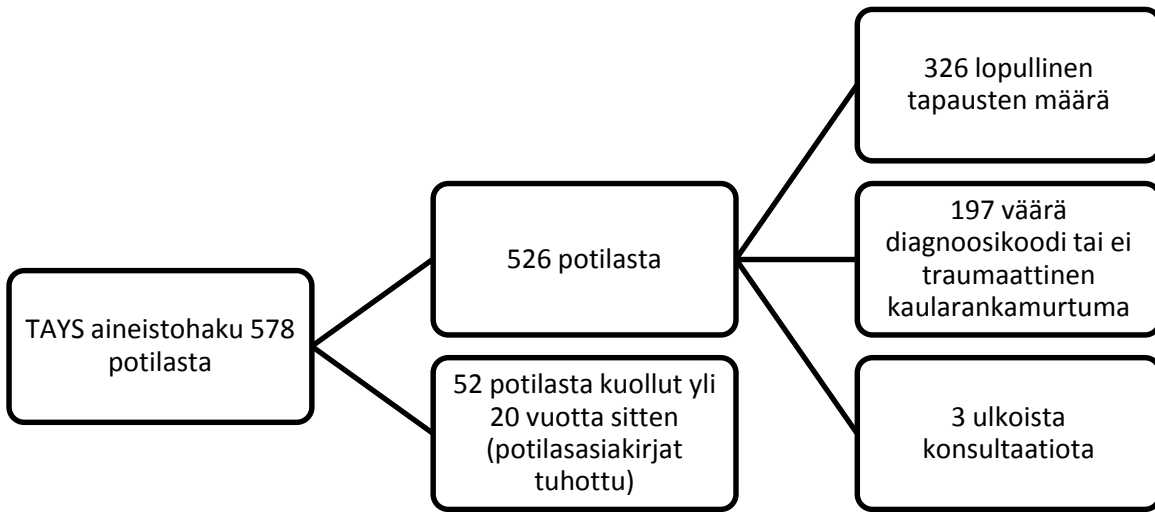 TAYS aineistohaku 578
potilasta
526 potilasta
52 potilasta kuollut yli
20 vuotta sitten
(potilasasiakirjat
tuhottu)
326 lopullinen
tapausten määrä
197 väärä
diagnoosikoodi tai ei
traumaattinen
kaularankamurtuma
3 ulkoista
konsultaatiota